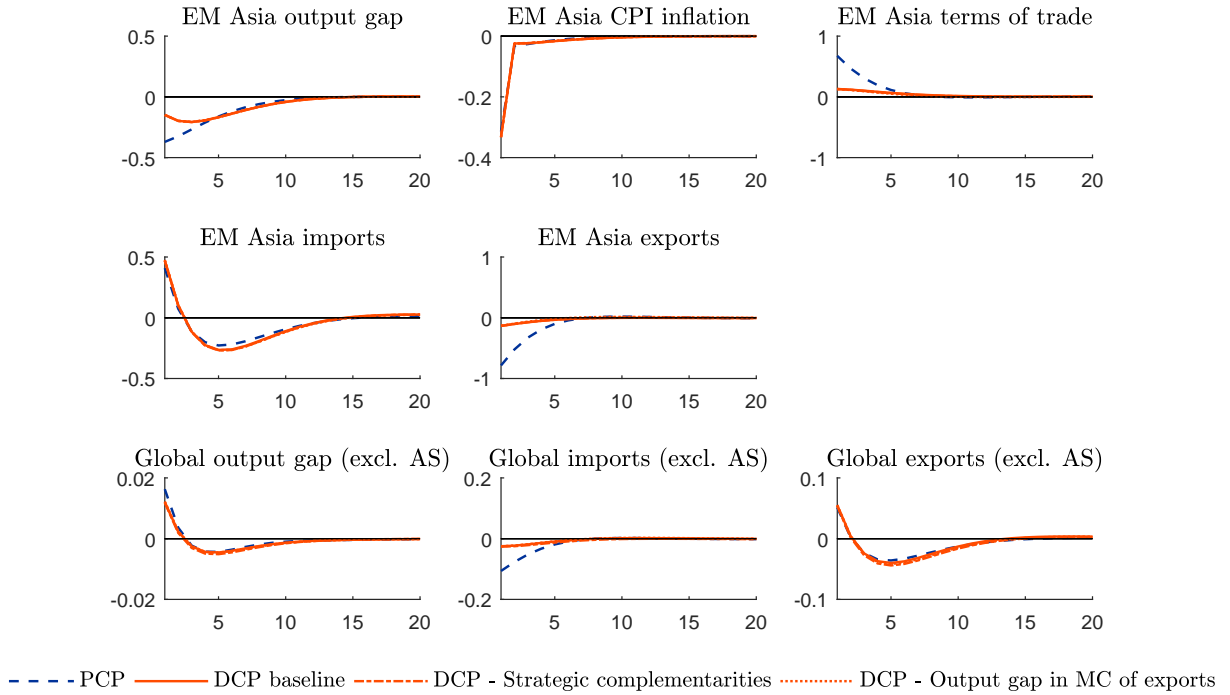 EM Asia output gap
0.5
0
-0.5
5 10 15 20
EM Asia CPI inflation
0
-0.2
-0.4
5 10 15 20
EM Asia terms of trade
1
0
-1
5 10 15 20
EM Asia imports
0.5
0
-0.5
5 10 15 20
EM Asia exports
1
0
-1
5 10 15 20
Global output gap (excl. AS)
0.02
0
-0.02
5 10 15 20
Global imports (excl. AS)
0.2
0
-0.2
5 10 15 20
Global exports (excl. AS)
0.1
0
-0.1
5 10 15 20
PCP DCP baseline DCP - Strategic complementarities DCP - Output gap in MC of exports